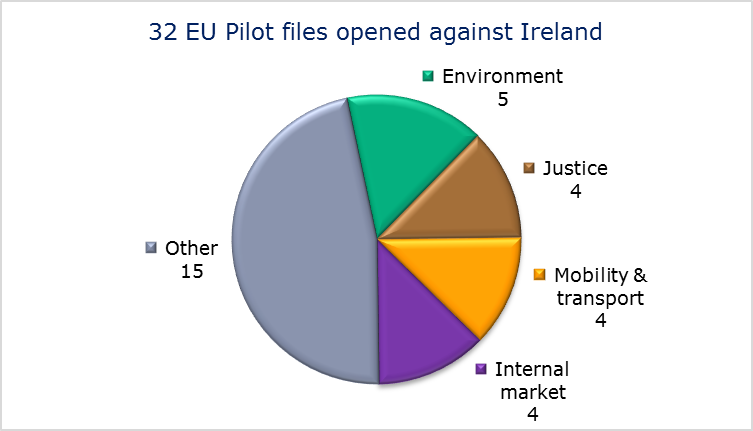 32 EU Pilot files opened against Ireland
Environment
5
Justice
4
Mobility &
transport
4
Internal
market
4
Other
15